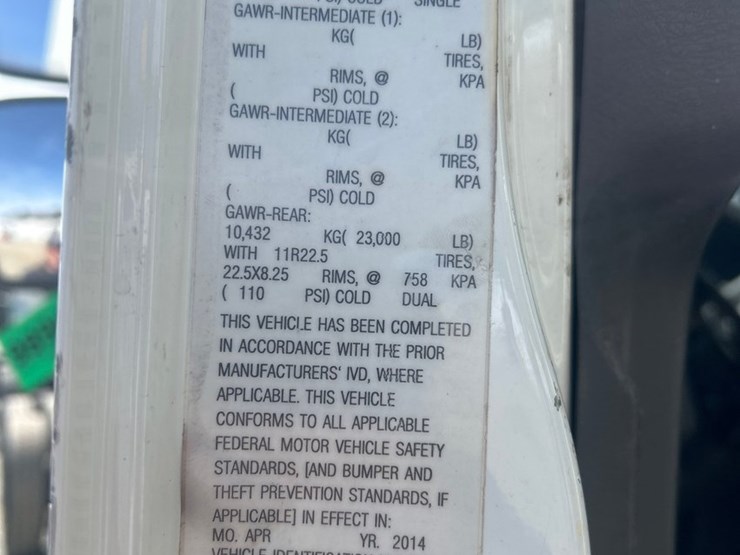 SINGLE
GAWR-INTERMEDIATE (1):
KG( LB)
WITH TIRES,
RIMS, @ KPA
( PSI) COLD
GAWR-INTERMEDIATE (2):
KG( LB)
WITH TIRES,
RIMS, @ KPA
( PSI) COLD
GAWR-REAR:
10,432 KG( 23,000 LB)
WITH 11R22.5 TIRES,
22.5X8.25 RIMS, @ 758 KPA
( 110 PSI) COLD DUAL
THIS VEHICLE HAS BEEN COMPLETED
IN ACCORDANCE WITH THE PRIOR
MANUFACTURERS' IVD, WHERE
APPLICABLE. THIS VEHICLE
CONFORMS TO ALL APPLICABLE
FEDERAL MOTOR VEHICLE SAFETY
STANDARDS, [AND BUMPER AND
THEFT PREVENTION STANDARDS, IF
APPLICABLE] IN EFFECT IN:
MO. APR YR. 2014